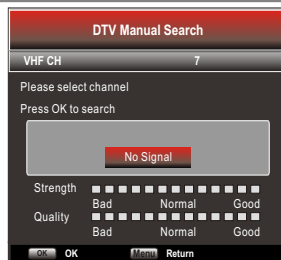 DTV Manual Search
VHF CH 7
Please select channel
Press OK to search
No Signal
Strength
Bad Normal Good
Quality
Bad Normal Good
OK OK Menu Return